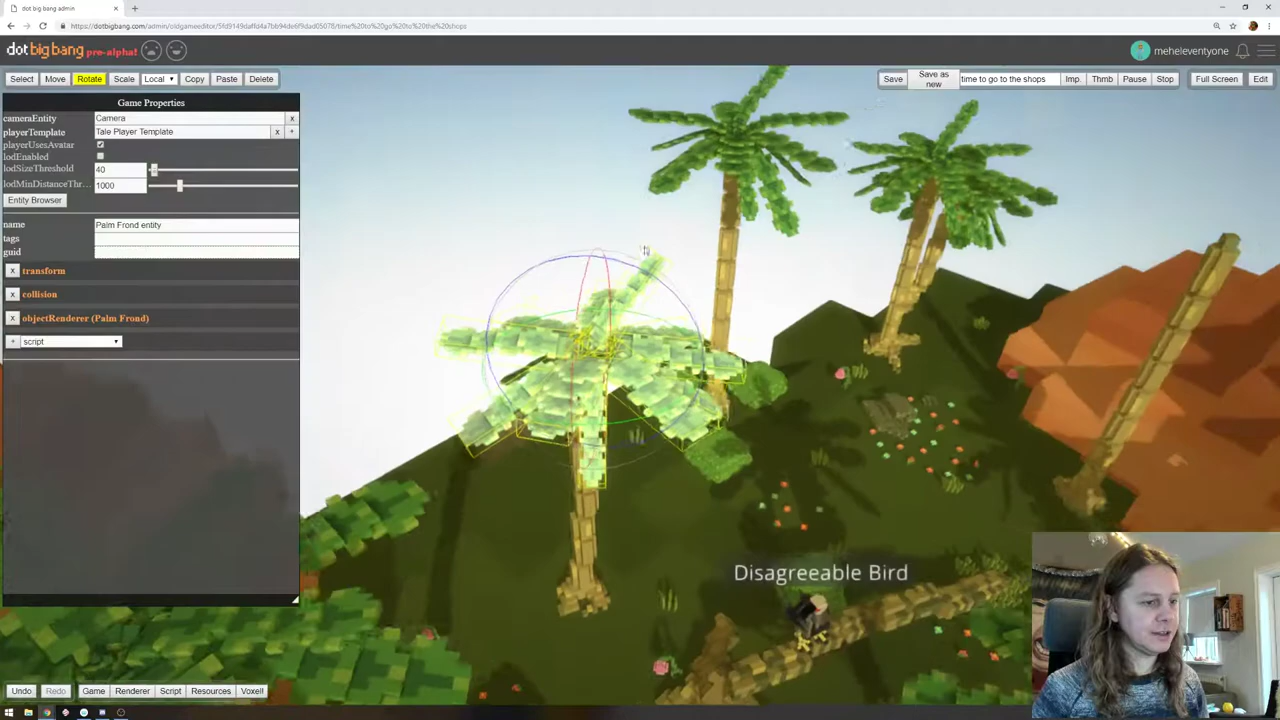 dot big bang admin
https://dotbigbang.com/admin/oldgameeditor/5fd9149daffd4a7bb94de6f9dad05078/time%20to%20go%20to%20the%20shops
dot big bang pre-alpha!
meheleventyone
Select Move Rotate Scale Local Copy Paste Delete
Save Save as new time to go to the shops Imp. Thmb Pause Stop Full Screen Edit
Game Properties
cameraEntity Camera x
playerTemplate Tale Player Template x +
playerUsesAvatar
lodEnabled
lodSizeThreshold 40
lodMinDistanceThr... 1000
Entity Browser
name Palm Frond entity
tags
guid
x transform
x collision
x objectRenderer (Palm Frond)
+ script
Disagreeable Bird
Undo Redo Game Renderer Script Resources Voxel!